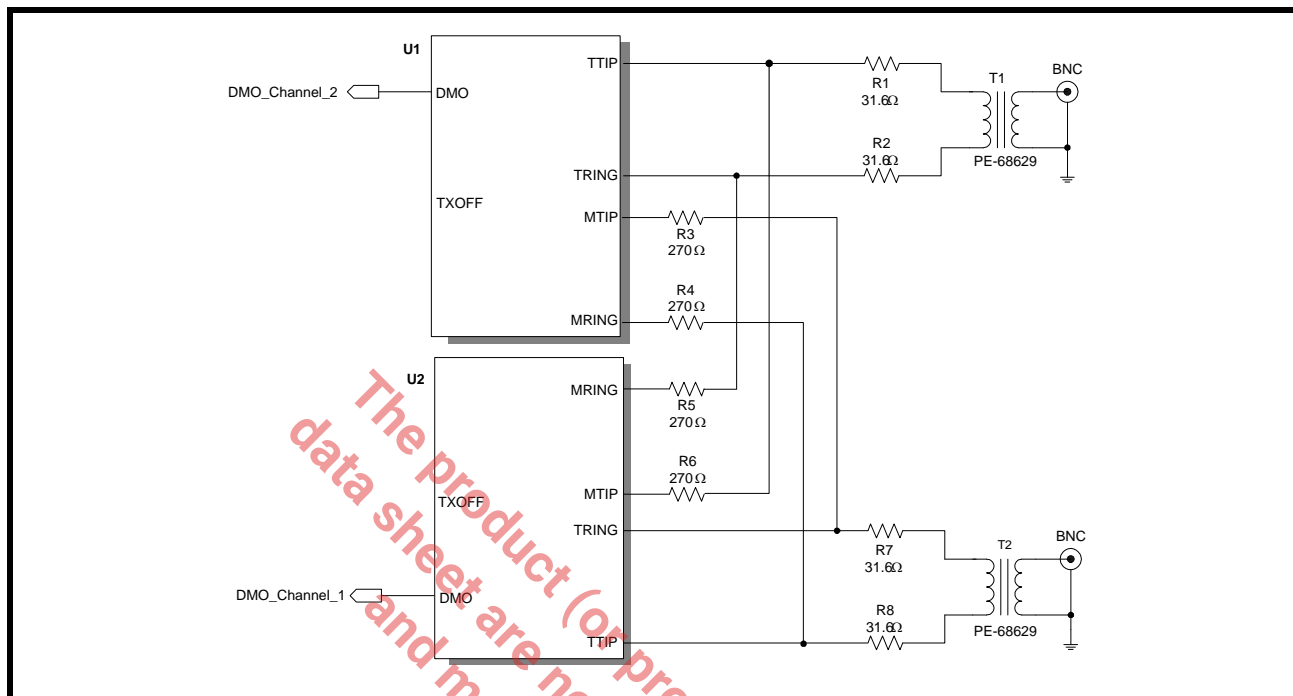 U1
TTIP
DMO_Channel_2
DMO
R1
31.6Ω
T1
BNC
R2
31.6Ω
PE-68629
TRING
TXOFF
MTIP
R3
270Ω
R4
270Ω
MRING
U2
MRING
R5
270Ω
R6
270Ω
MTIP
TXOFF
TRING
R7
31.6Ω
T2
BNC
DMO_Channel_1
DMO
R8
31.6Ω
PE-68629
TTIP
The product (or
data sheet are
and